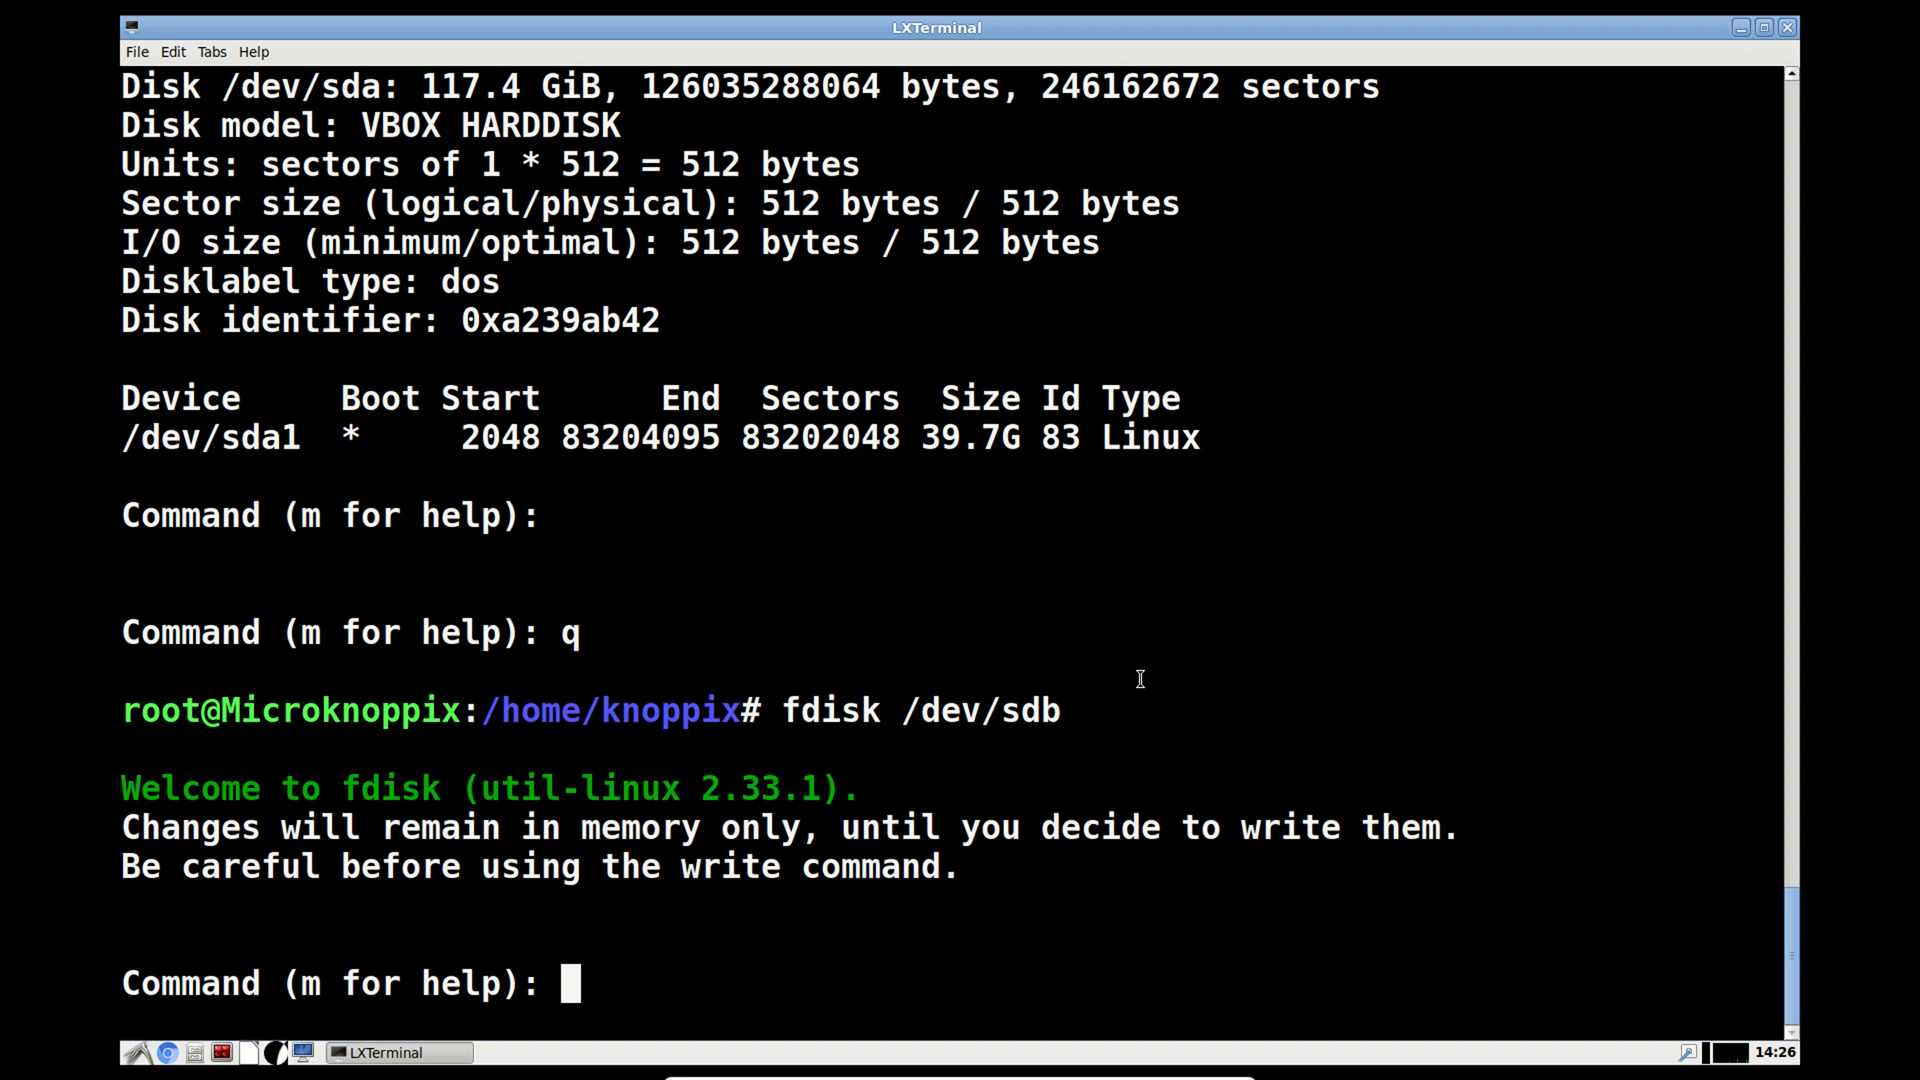 LXTerminal
File Edit Tabs Help
Disk /dev/sda: 117.4 GiB, 126035288064 bytes, 246162672 sectors
Disk model: VBOX HARDDISK
Units: sectors of 1 * 512 = 512 bytes
Sector size (logical/physical): 512 bytes / 512 bytes
I/O size (minimum/optimal): 512 bytes / 512 bytes
Disklabel type: dos
Disk identifier: 0xa239ab42
Device     Boot Start      End  Sectors  Size Id Type
/dev/sda1  *     2048 83204095 83202048 39.7G 83 Linux
Command (m for help):
Command (m for help): q
root@Microknoppix:/home/knoppix# fdisk /dev/sdb
Welcome to fdisk (util-linux 2.33.1).
Changes will remain in memory only, until you decide to write them.
Be careful before using the write command.
Command (m for help):
LXTerminal
14:26